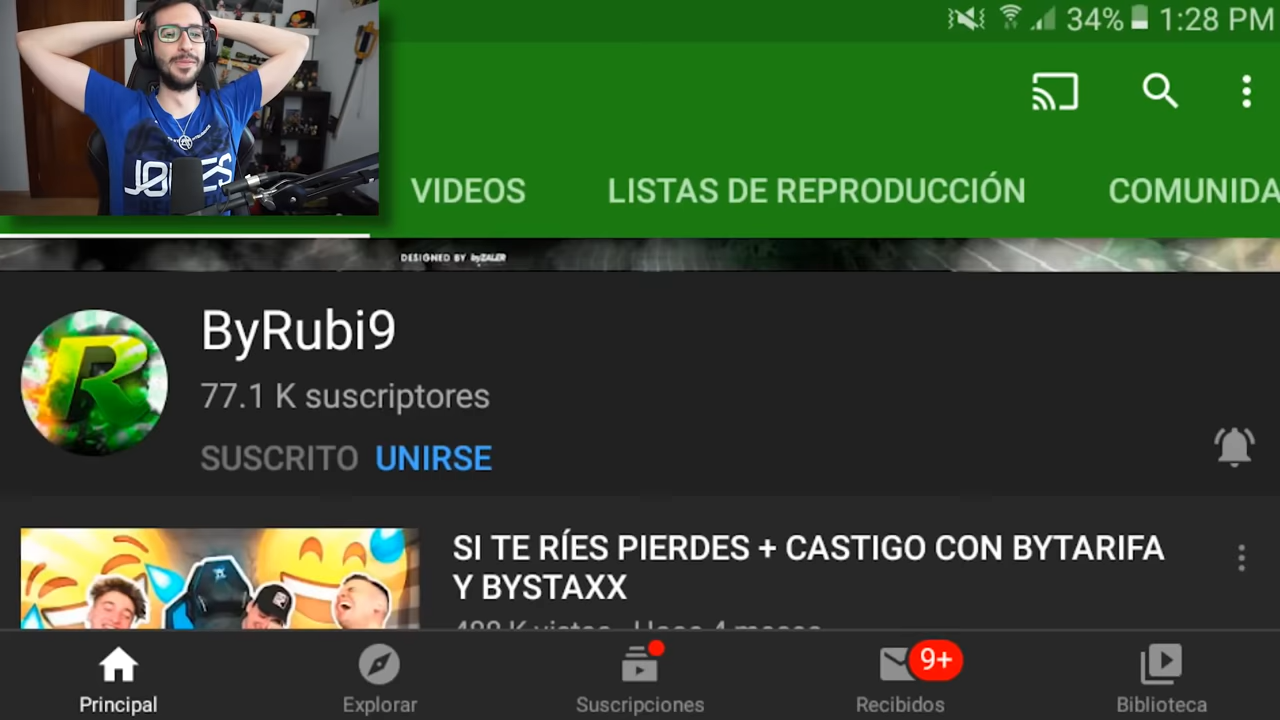 34% 1:28 PM
VIDEOS LISTAS DE REPRODUCCIÓN COMUNIDA
DESIGNED BY byZALER
ByRubi9
77.1 K suscriptores
SUSCRITO UNIRSE
SI TE RÍES PIERDES + CASTIGO CON BYTARIFA
Y BYSTAXX
9+
Principal Explorar Suscripciones Recibidos Biblioteca